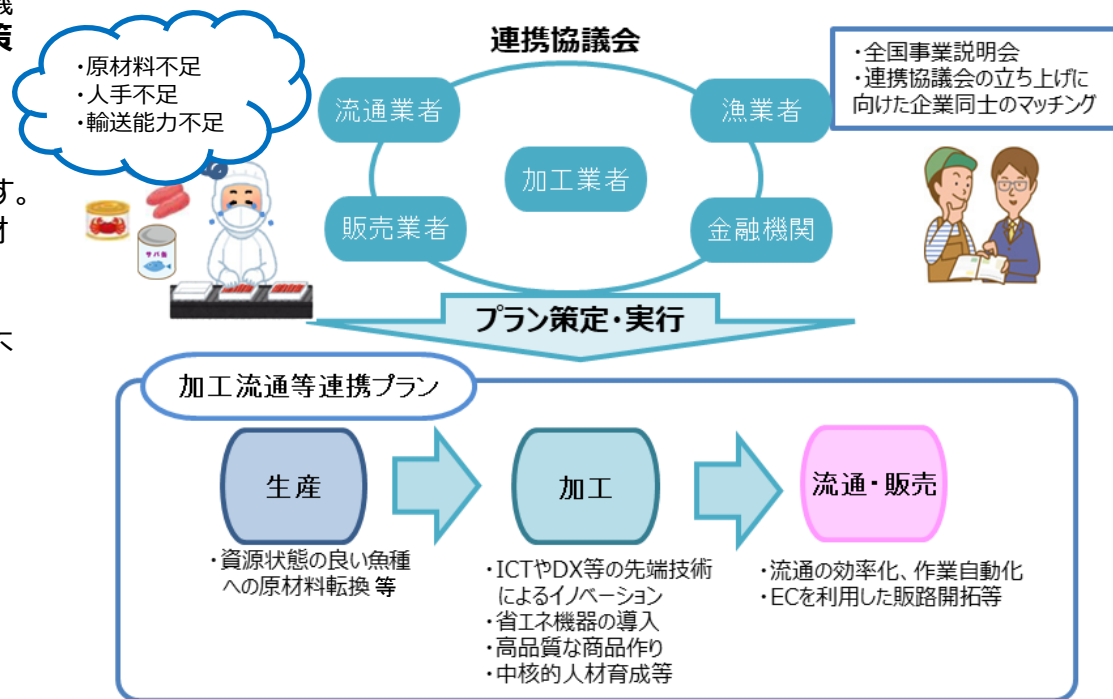 策
す。
連携協議会
・原材料不足
・人手不足
・輸送能力不足
・全国事業説明会
・連携協議会の立ち上げに
向けた企業同士のマッチング
流通業者
漁業者
加工業者
販売業者
金融機関
サバ缶
プラン策定・実行
加工流通等連携プラン
生産
加工
流通・販売
・資源状態の良い魚種
への原材料転換 等
・ICTやDX等の先端技術
によるイノベーション
・省エネ機器の導入
・高品質な商品作り
・中核的人材育成等
・流通の効率化、作業自動化
・ECを利用した販路開拓等